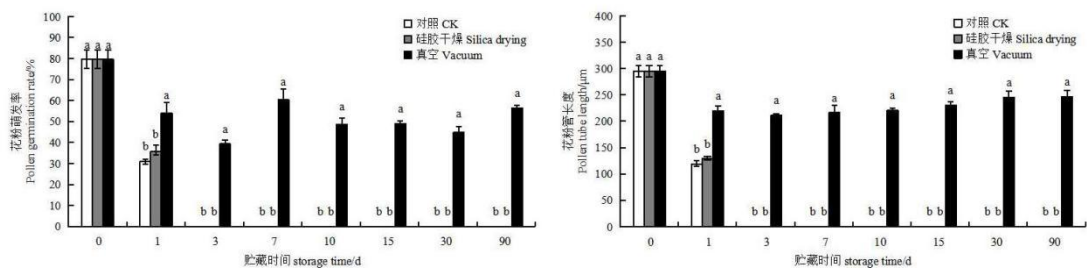 100
90
80
70
60
50
40
30
20
10
0
花粉萌发率
Pollen germination rate/%
对照 CK
硅胶干燥 Silica drying
真空 Vacuum
a a a
b b a
b b a
b b a
b b a
b b a
b b a
b b a
0 1 3 7 10 15 30 90
贮藏时间 storage time/d
400
350
300
250
200
150
100
50
0
花粉管长度
Pollen tube length/μm
对照 CK
硅胶干燥 Silica drying
真空 Vacuum
a a a
b b a
b b a
b b a
b b a
b b a
b b a
b b a
0 1 3 7 10 15 30 90
贮藏时间 storage time/d